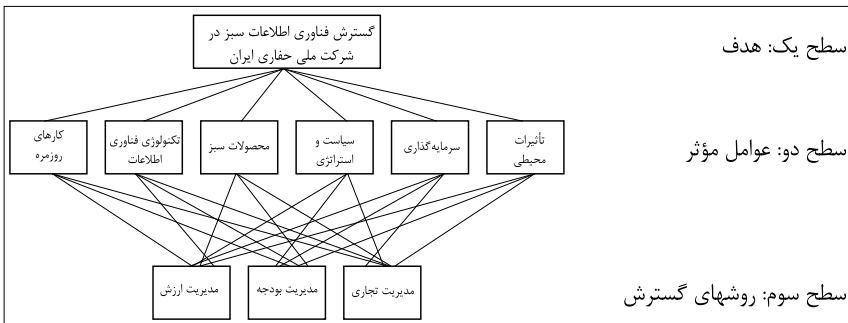 گسترش فناوری اطلاعات سبز در
شرکت ملی حفاری ایران
سطح یک: هدف
تأثیرات
محیطی
سرمایه‌گذاری
سیاست و
استراتژی
محصولات سبز
تکنولوژی فناوری
اطلاعات
کارهای
روزمره
سطح دو: عوامل مؤثر
مدیریت تجاری
مدیریت بودجه
مدیریت ارزش
سطح سوم: روشهای گسترش